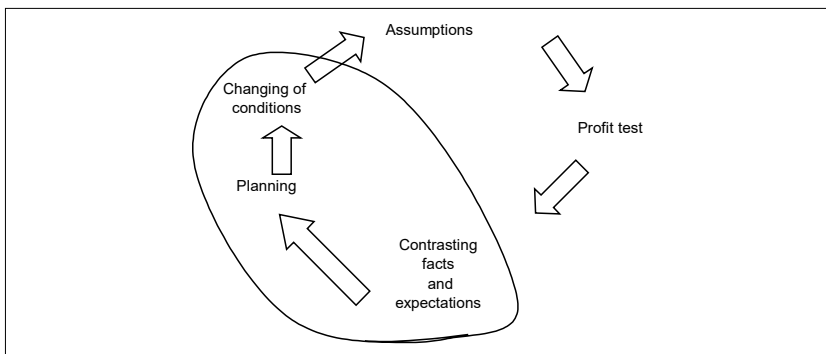 Assumptions
Changing of
conditions
Profit test
Planning
Contrasting
facts
and
expectations